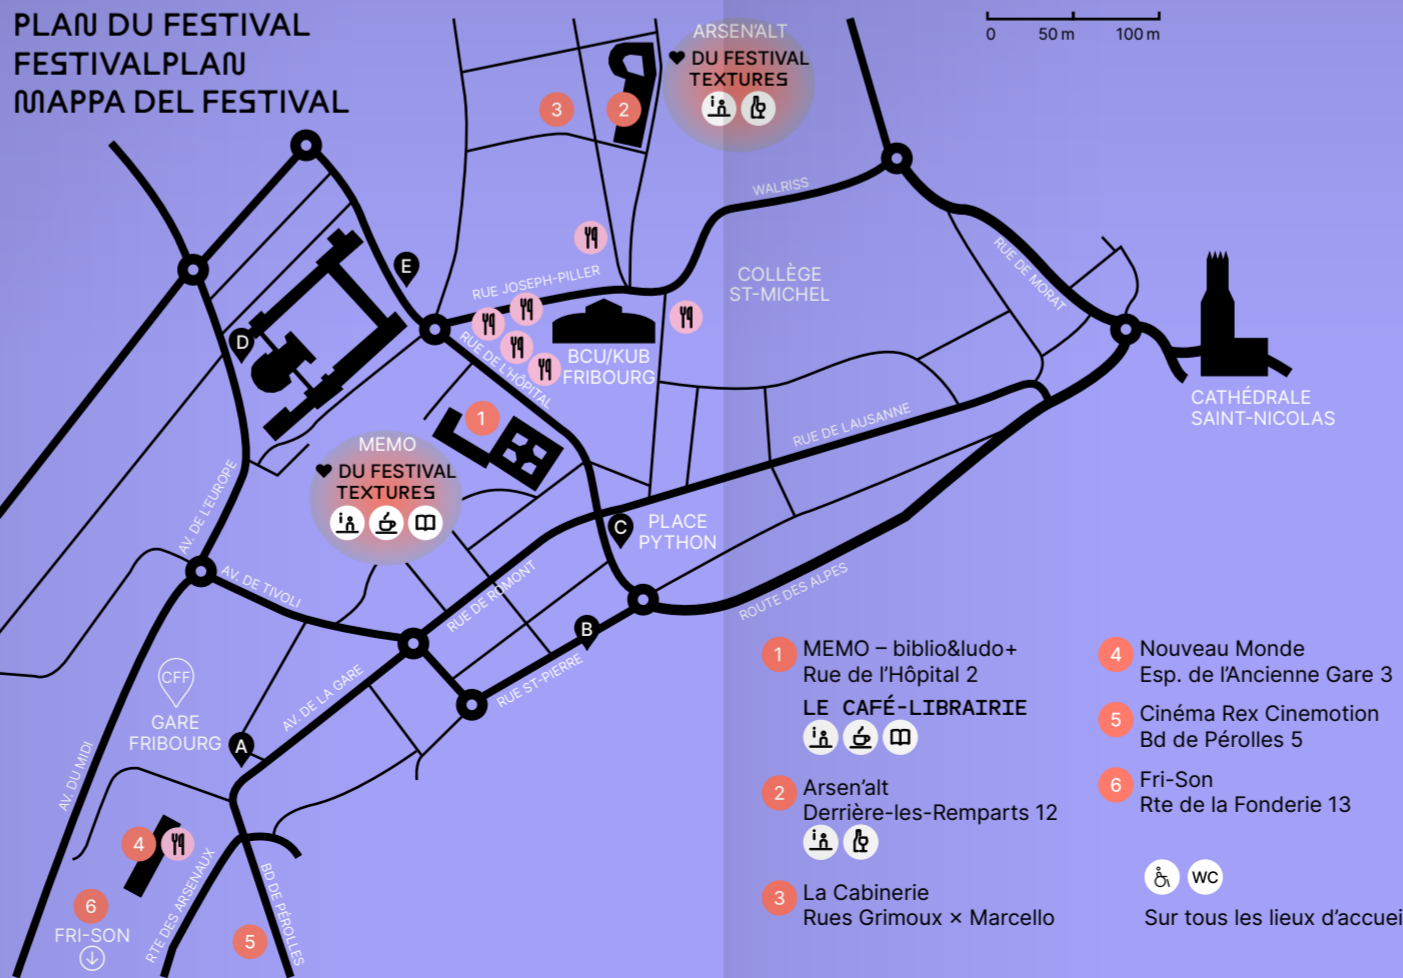 PLAN DU FESTIVAL
FESTIVALPLAN
MAPPA DEL FESTIVAL
0 50 m 100 m
ARSEN'ALT
♥ DU FESTIVAL
TEXTURES
3
2
WALRISS
RUE DE MORAT
E
RUE JOSEPH-PILLER
COLLÈGE
ST-MICHEL
D
RUE DE L'HÔPITAL
BCU/KUB
FRIBOURG
CATHÉDRALE
SAINT-NICOLAS
1
RUE DE LAUSANNE
MEMO
♥ DU FESTIVAL
TEXTURES
AV. DE L'EUROPE
C
PLACE
PYTHON
AV. DE TIVOLI
RUE DE ROMONT
ROUTE DES ALPES
B
RUE ST-PIERRE
CFF
GARE
FRIBOURG
A
AV. DE LA GARE
AV. DU MIDI
4
6
FRI-SON
RTE DES ARSENAUX
5
BD DE PÉROLLES
1 MEMO – biblio&ludo+
Rue de l'Hôpital 2
LE CAFÉ-LIBRAIRIE
2 Arsen'alt
Derrière-les-Remparts 12
3 La Cabinerie
Rues Grimoux × Marcello
4 Nouveau Monde
Esp. de l'Ancienne Gare 3
5 Cinéma Rex Cinemotion
Bd de Pérolles 5
6 Fri-Son
Rte de la Fonderie 13
WC
Sur tous les lieux d'accuei